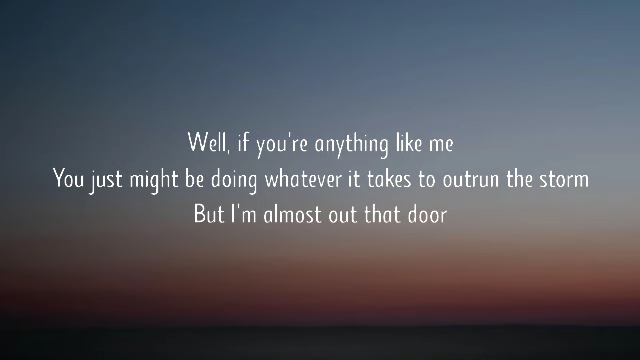 Well, if you're anything like me
You just might be doing whatever it takes to outrun the storm
But I'm almost out that door